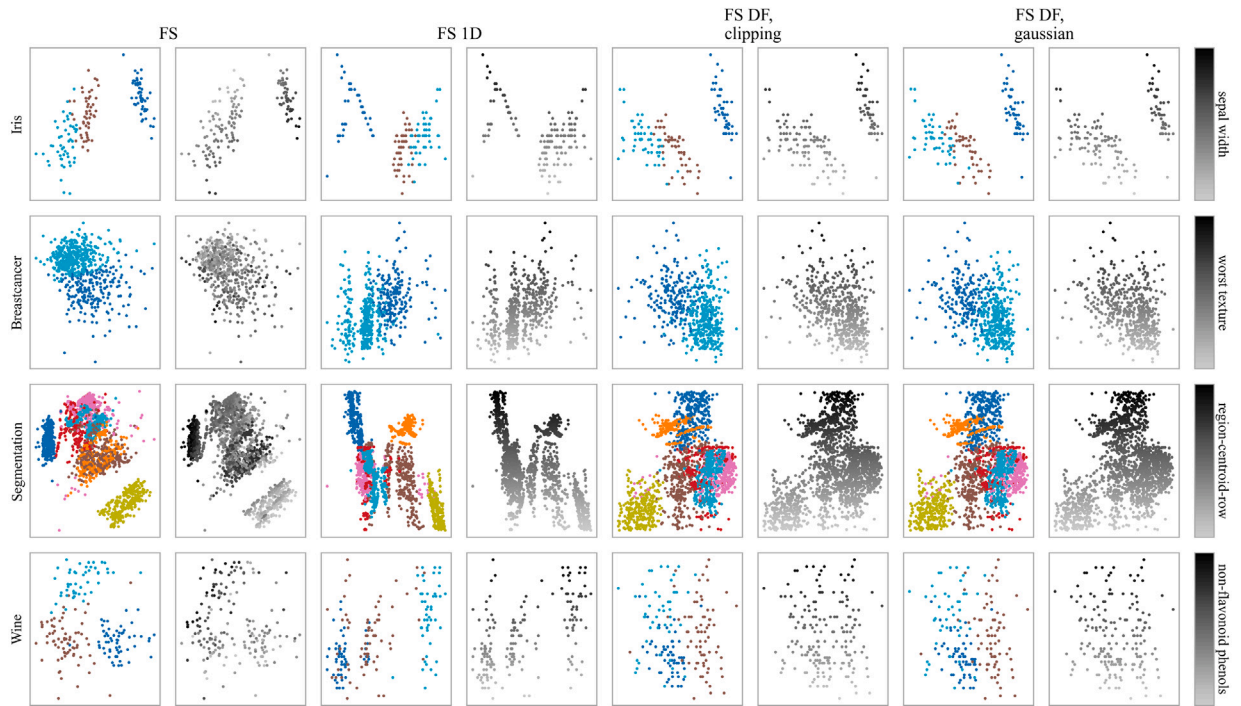 FS
FS 1D
FS DF,
clipping
FS DF,
gaussian
Iris
sepal width
Breastcancer
worst texture
Segmentation
region-centroid-row
Wine
non-flavonoid phenols